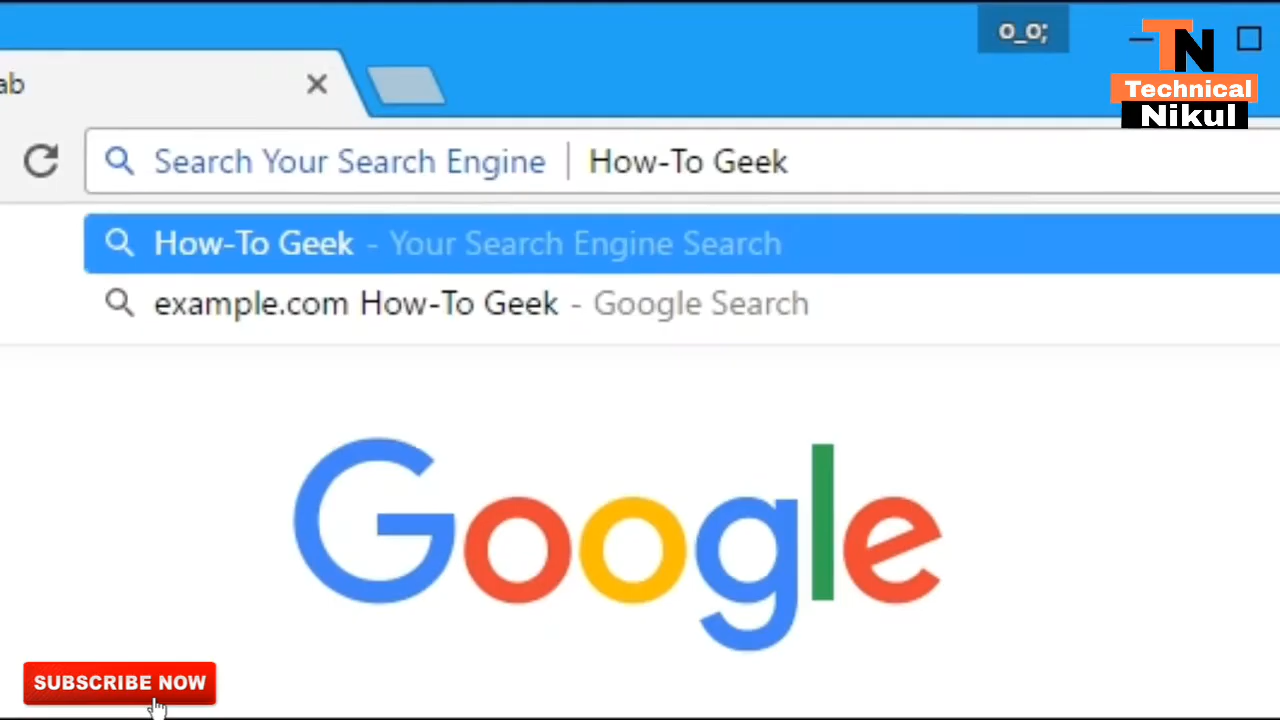 o_o;
TN
Technical
Nikul
ab
Search Your Search Engine | How-To Geek
How-To Geek - Your Search Engine Search
example.com How-To Geek - Google Search
Google
SUBSCRIBE NOW